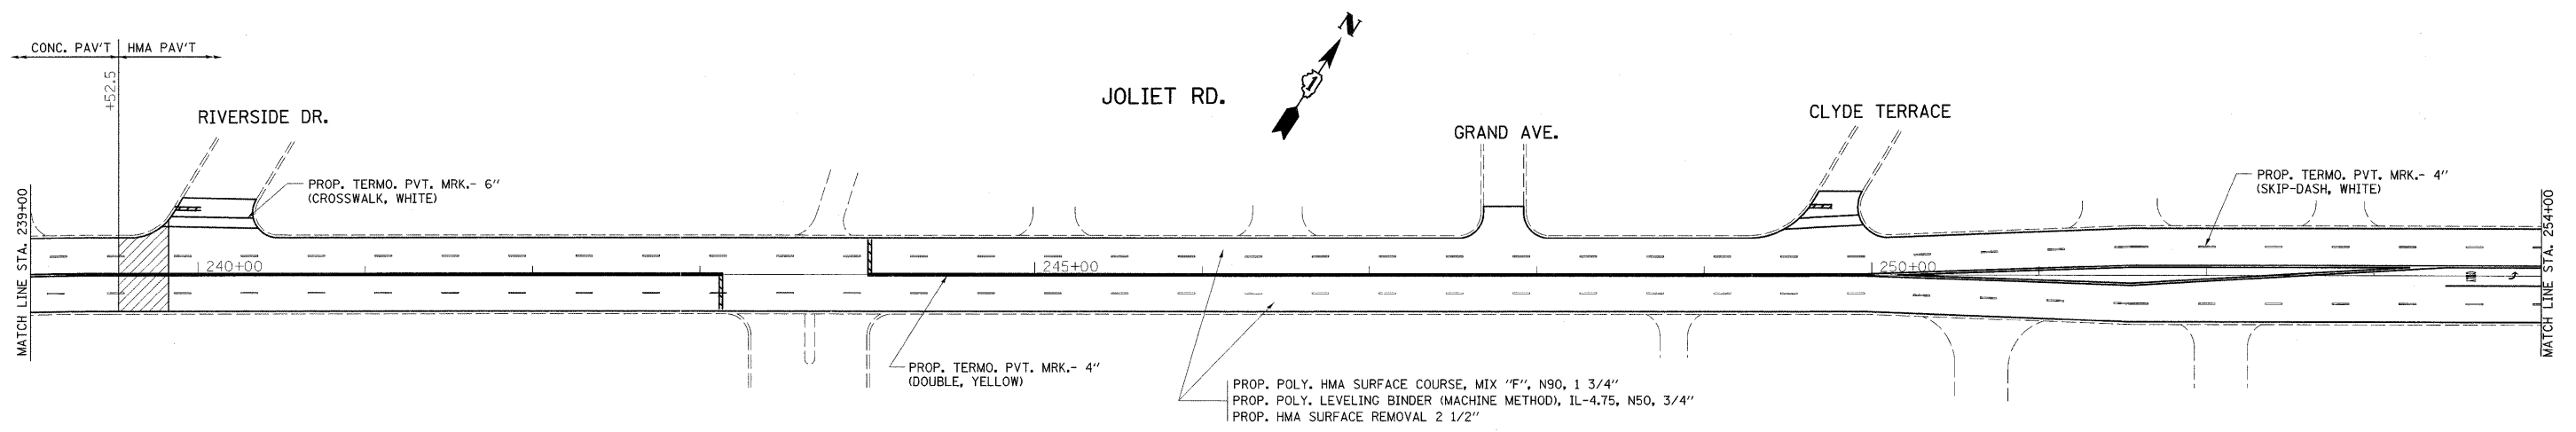 CONC. PAV'T
HMA PAV'T
+52.5
RIVERSIDE DR.
JOLIET RD.
N
1
GRAND AVE.
CLYDE TERRACE
PROP. TERMO. PVT. MRK.- 6"
(CROSSWALK, WHITE)
PROP. TERMO. PVT. MRK.- 4"
(SKIP-DASH, WHITE)
MATCH LINE STA. 239+00
240+00
245+00
250+00
MATCH LINE STA. 254+00
PROP. TERMO. PVT. MRK.- 4"
(DOUBLE, YELLOW)
PROP. POLY. HMA SURFACE COURSE, MIX "F", N90, 1 3/4"
PROP. POLY. LEVELING BINDER (MACHINE METHOD), IL-4.75, N50, 3/4"
PROP. HMA SURFACE REMOVAL 2 1/2"